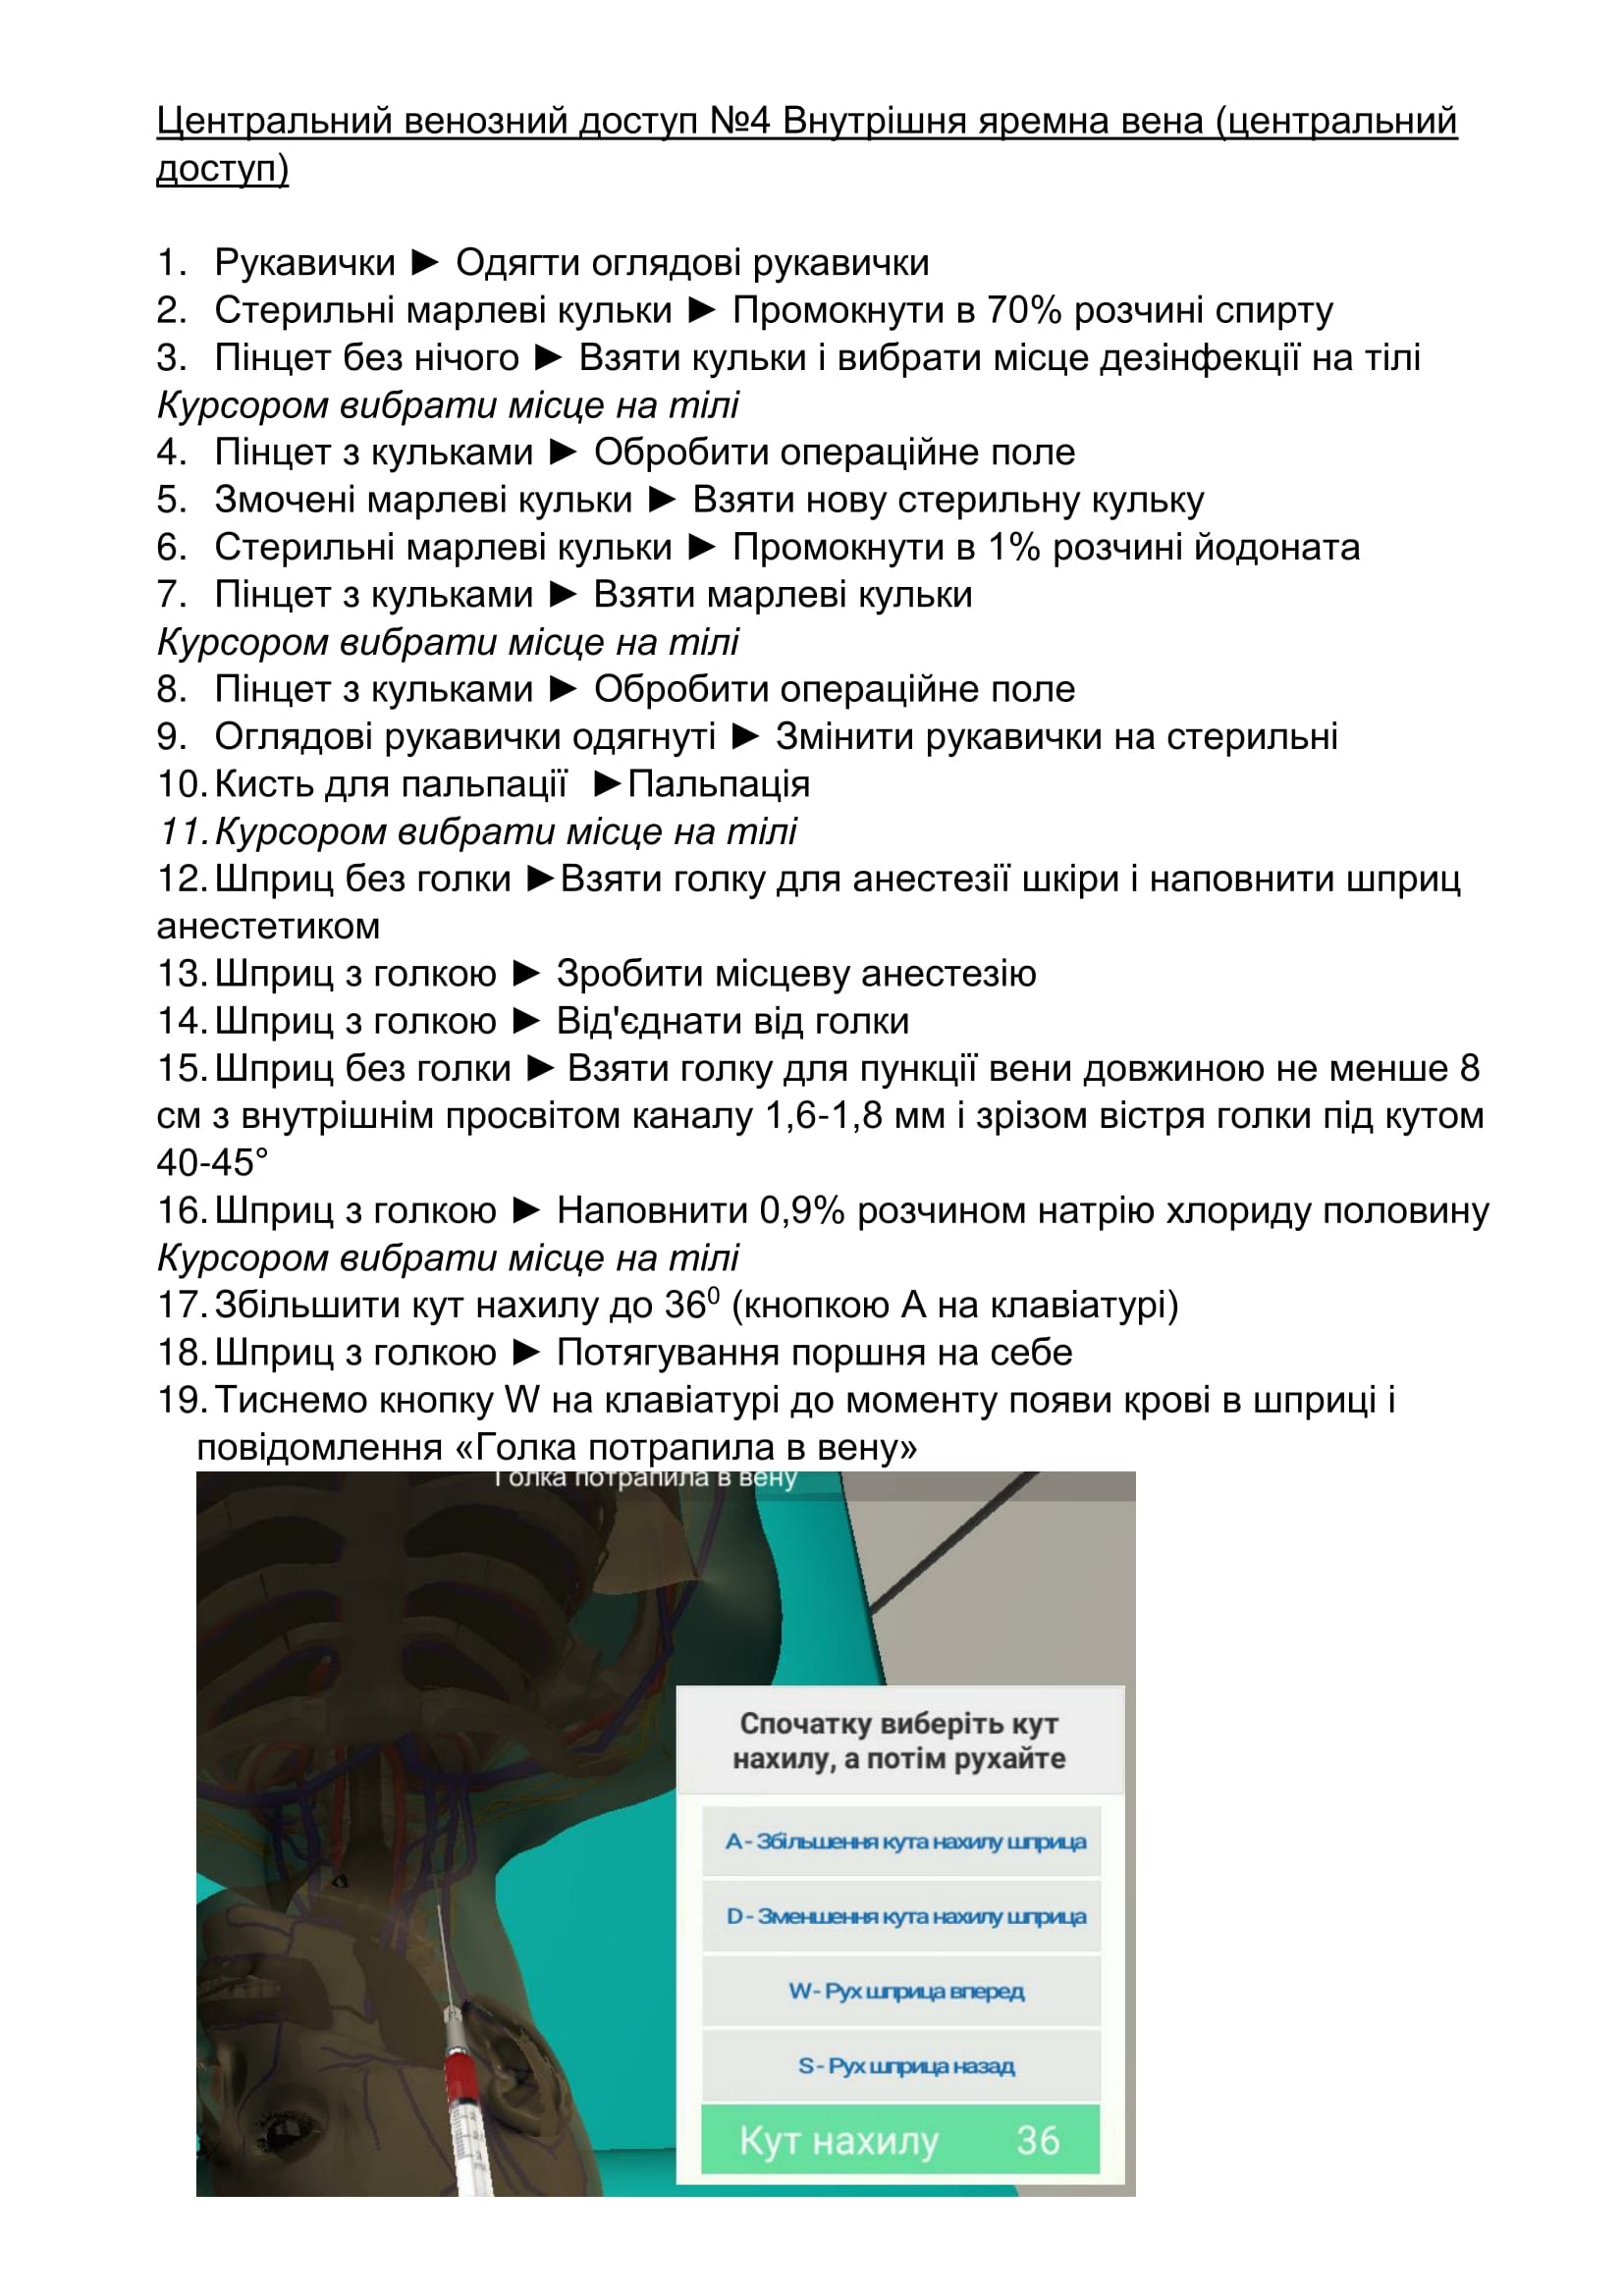 Центральний венозний доступ №4 Внутрішня яремна вена (центральний
доступ)
1. Рукавички ► Одягти оглядові рукавички
2. Стерильні марлеві кульки ► Промокнути в 70% розчині спирту
3. Пінцет без нічого ► Взяти кульки і вибрати місце дезінфекції на тілі
Курсором вибрати місце на тілі
4. Пінцет з кульками ► Обробити операційне поле
5. Змочені марлеві кульки ► Взяти нову стерильну кульку
6. Стерильні марлеві кульки ► Промокнути в 1% розчині йодоната
7. Пінцет з кульками ► Взяти марлеві кульки
Курсором вибрати місце на тілі
8. Пінцет з кульками ► Обробити операційне поле
9. Оглядові рукавички одягнуті ► Змінити рукавички на стерильні
10. Кисть для пальпації ►Пальпація
11. Курсором вибрати місце на тілі
12. Шприц без голки ►Взяти голку для анестезії шкіри і наповнити шприц
анестетиком
13. Шприц з голкою ► Зробити місцеву анестезію
14. Шприц з голкою ► Від'єднати від голки
15. Шприц без голки ► Взяти голку для пункції вени довжиною не менше 8
см з внутрішнім просвітом каналу 1,6-1,8 мм і зрізом вістря голки під кутом
40-45°
16. Шприц з голкою ► Наповнити 0,9% розчином натрію хлориду половину
Курсором вибрати місце на тілі
17. Збільшити кут нахилу до 36⁰ (кнопкою А на клавіатурі)
18. Шприц з голкою ► Потягування поршня на себе
19. Тиснемо кнопку W на клавіатурі до моменту появи крові в шприці і
повідомлення «Голка потрапила в вену»
Голка потрапила в вену
Спочатку виберіть кут
нахилу, а потім рухайте
A - Збільшення кута нахилу шприца
D - Зменшення кута нахилу шприца
W - Рух шприца вперед
S - Рух шприца назад
Кут нахилу 36